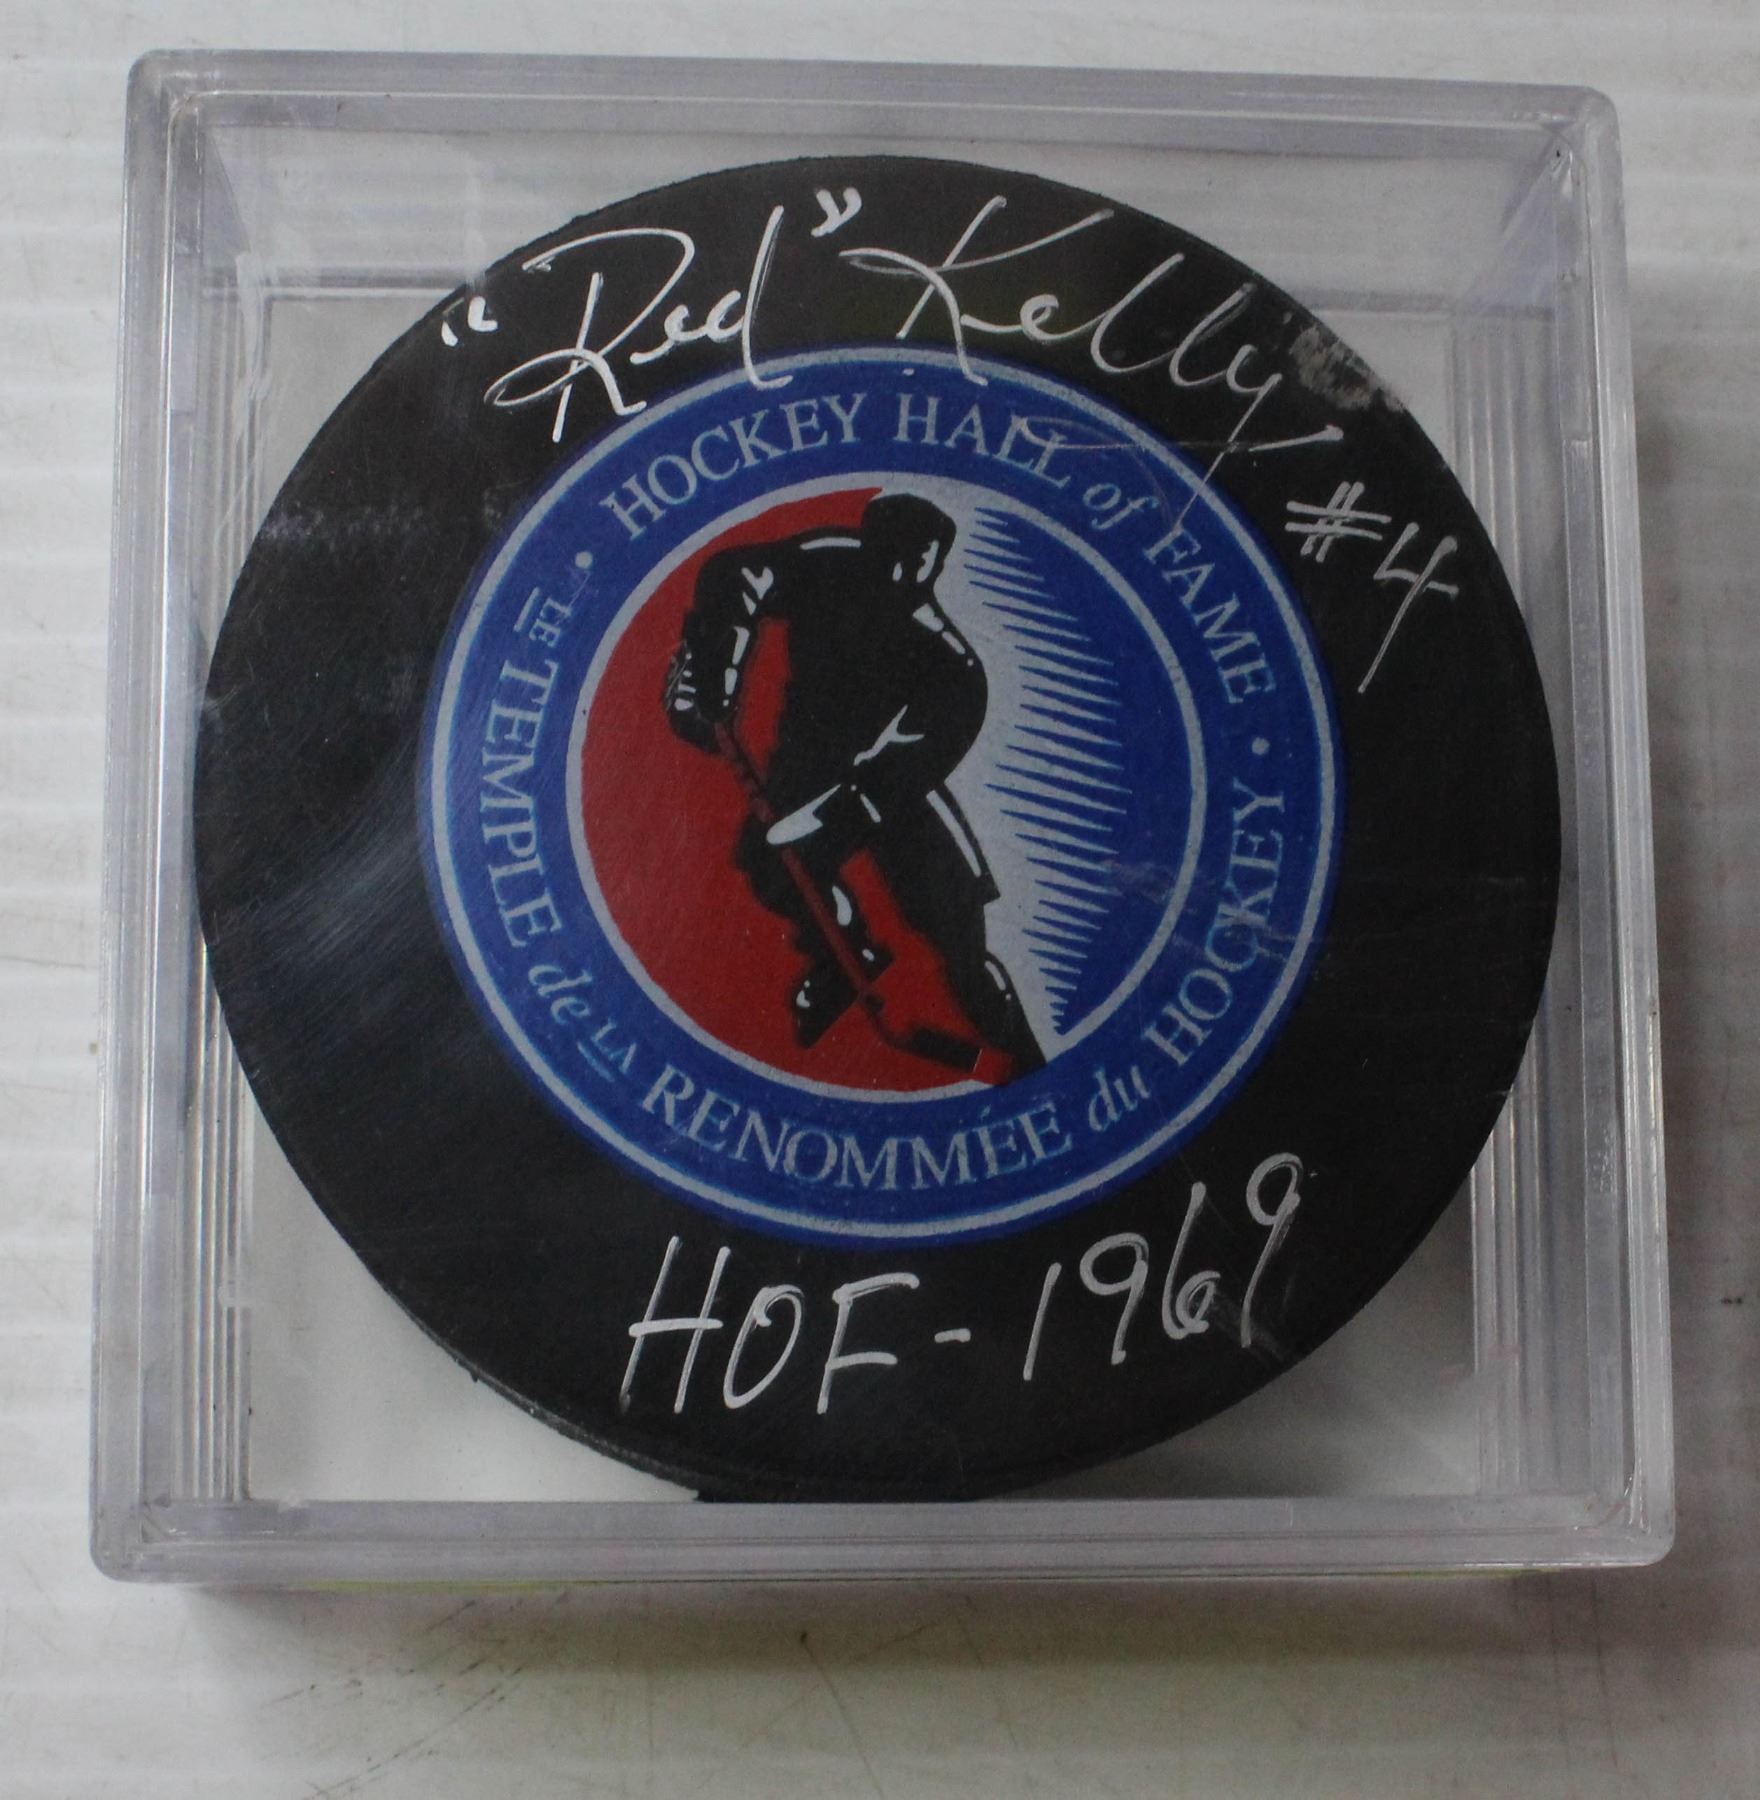 "Red" Kelly #4
HOCKEY HALL of FAME •
LE TEMPLE de LA RENOMMÉE du HOCKEY •
HOF-1969